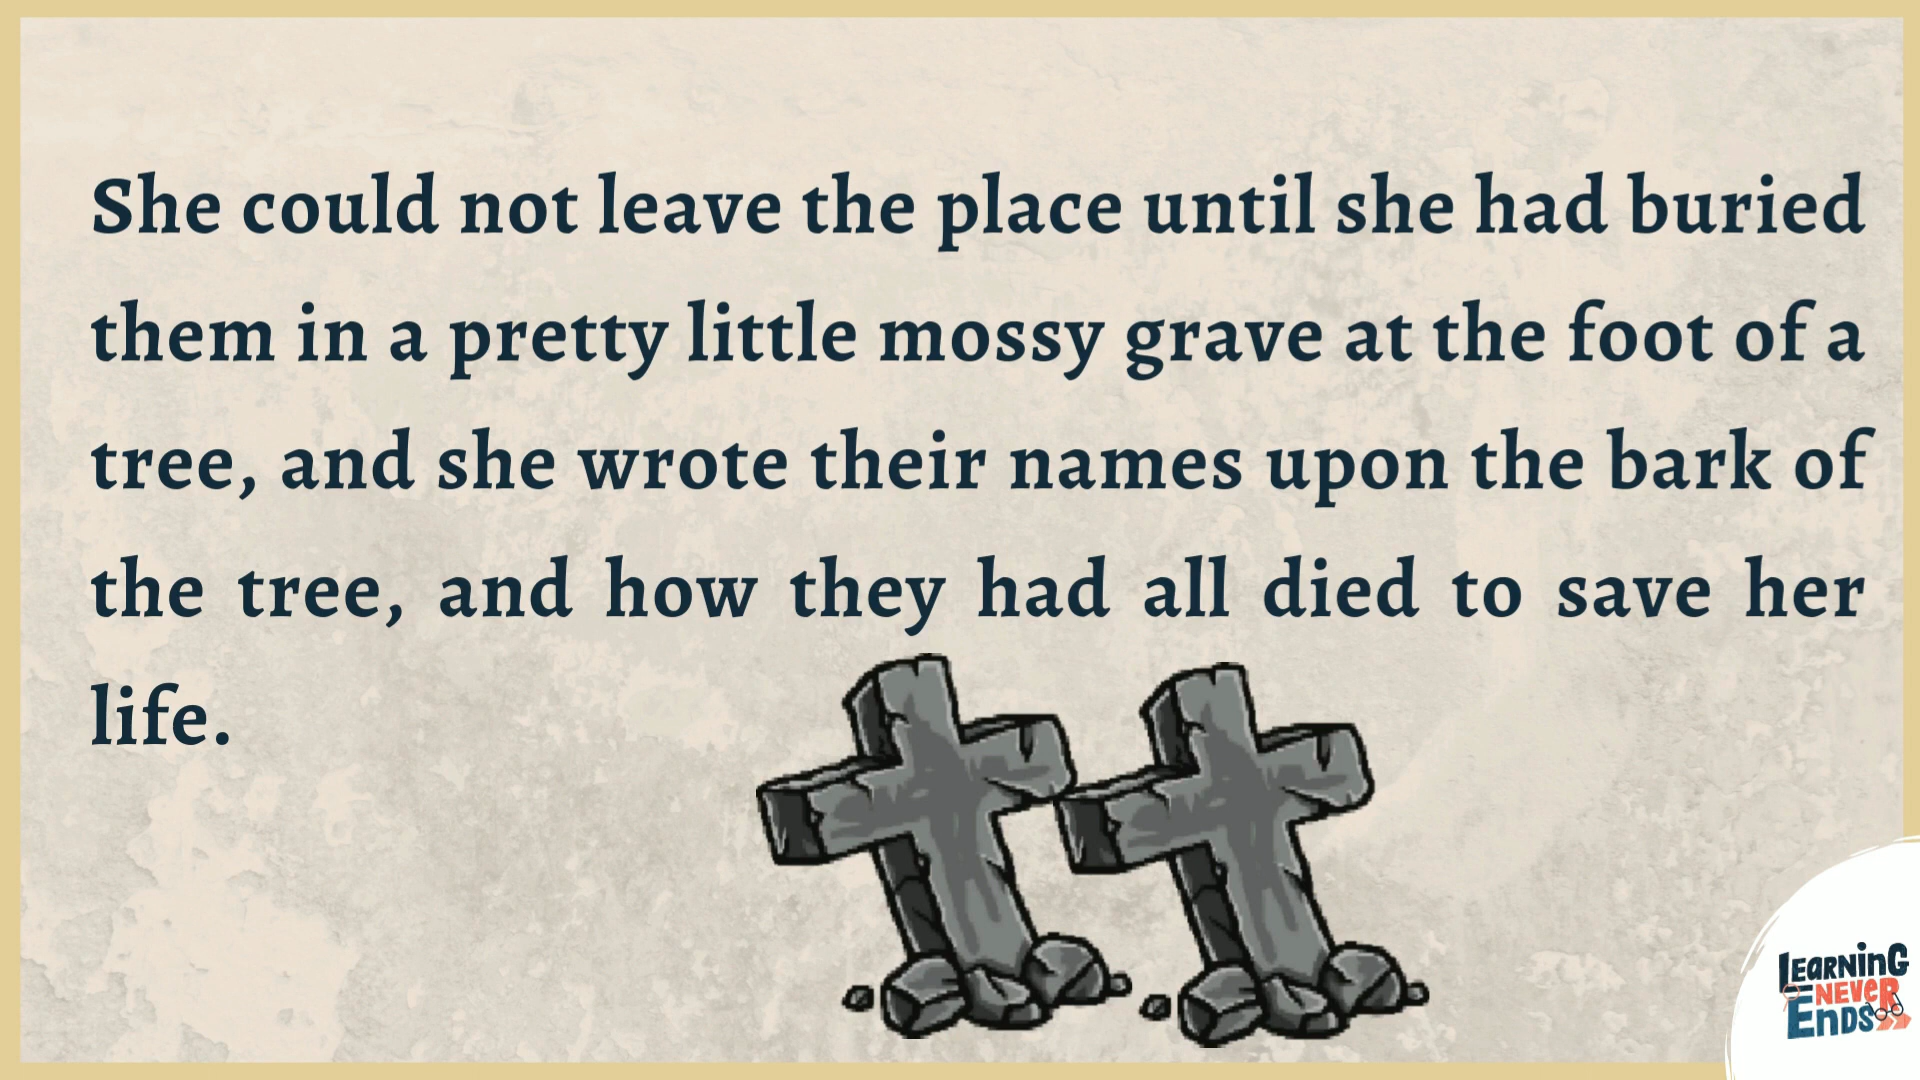 She could not leave the place until she had buried
them in a pretty little mossy grave at the foot of a
tree, and she wrote their names upon the bark of
the tree, and how they had all died to save her
life.
LEARNING
NEVER
ENDS